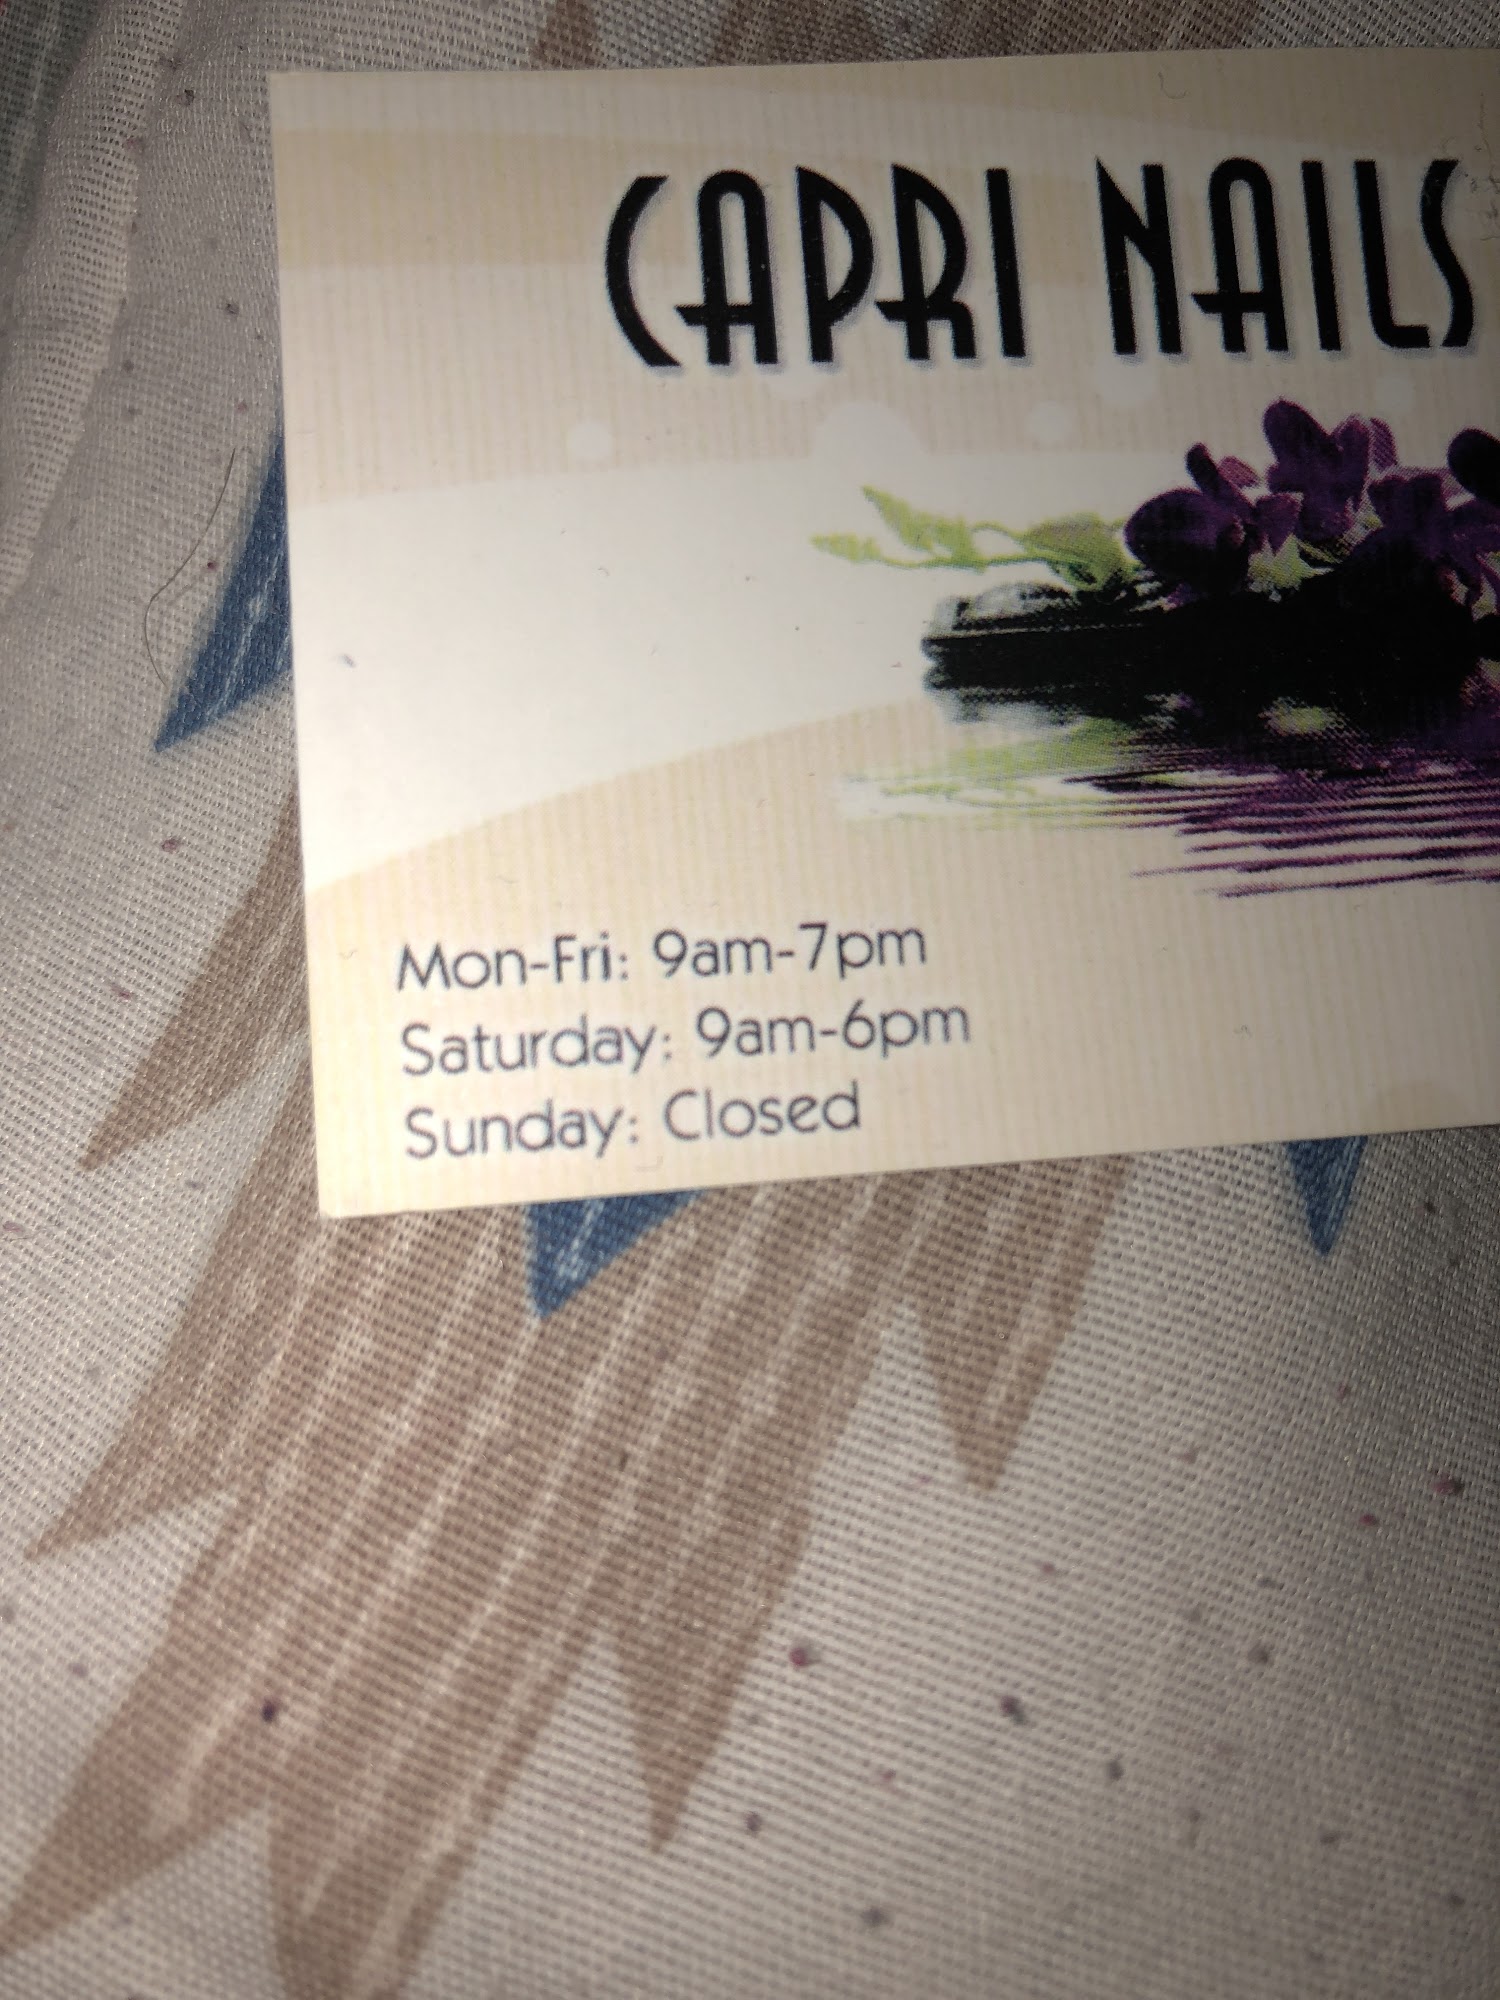 CAPRI NAILS
Mon-Fri: 9am-7pm
Saturday: 9am-6pm
Sunday: Closed